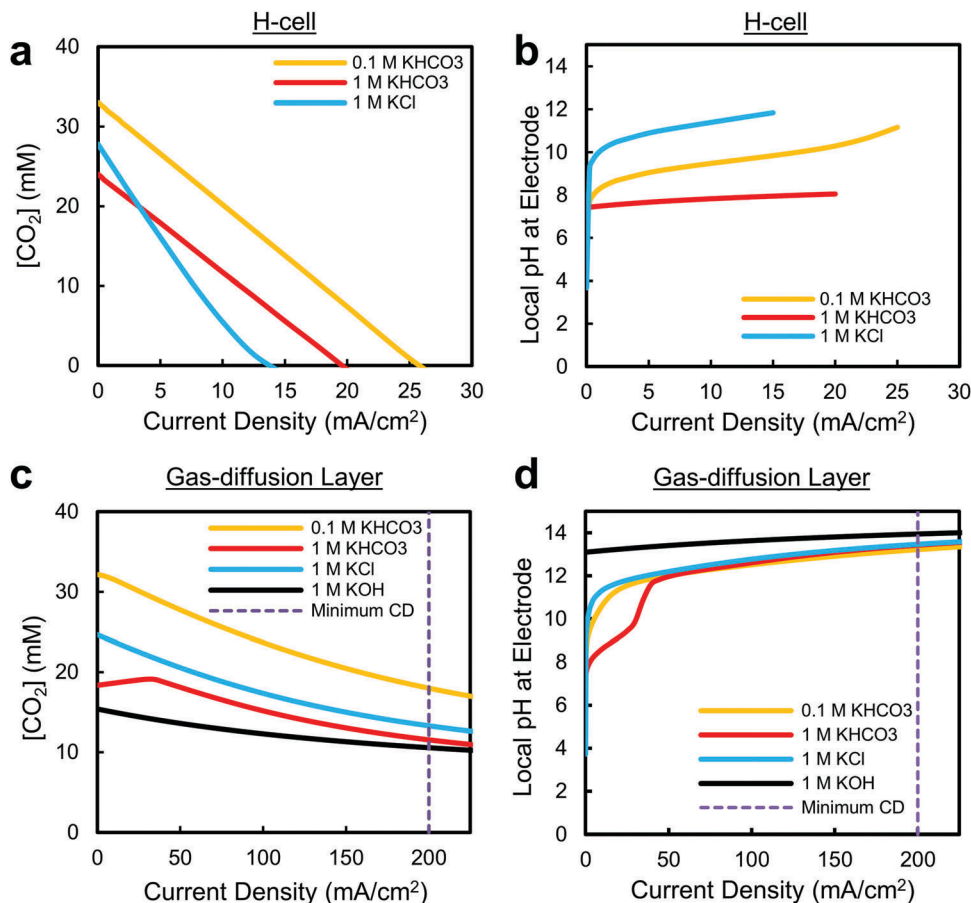 H-cell
a
40
30
20
10
0
[CO2] (mM)
0.1 M KHCO3
1 M KHCO3
1 M KCl
0 5 10 15 20 25 30
Current Density (mA/cm²)
H-cell
b
14
12
10
8
6
4
2
0
Local pH at Electrode
0.1 M KHCO3
1 M KHCO3
1 M KCl
0 5 10 15 20 25 30
Current Density (mA/cm²)
Gas-diffusion Layer
c
40
30
20
10
0
[CO₂] (mM)
0.1 M KHCO3
1 M KHCO3
1 M KCl
1 M KOH
Minimum CD
0 50 100 150 200
Current Density (mA/cm²)
Gas-diffusion Layer
d
14
12
10
8
6
4
2
0
Local pH at Electrode
0.1 M KHCO3
1 M KHCO3
1 M KCl
1 M KOH
Minimum CD
0 50 100 150 200
Current Density (mA/cm²)